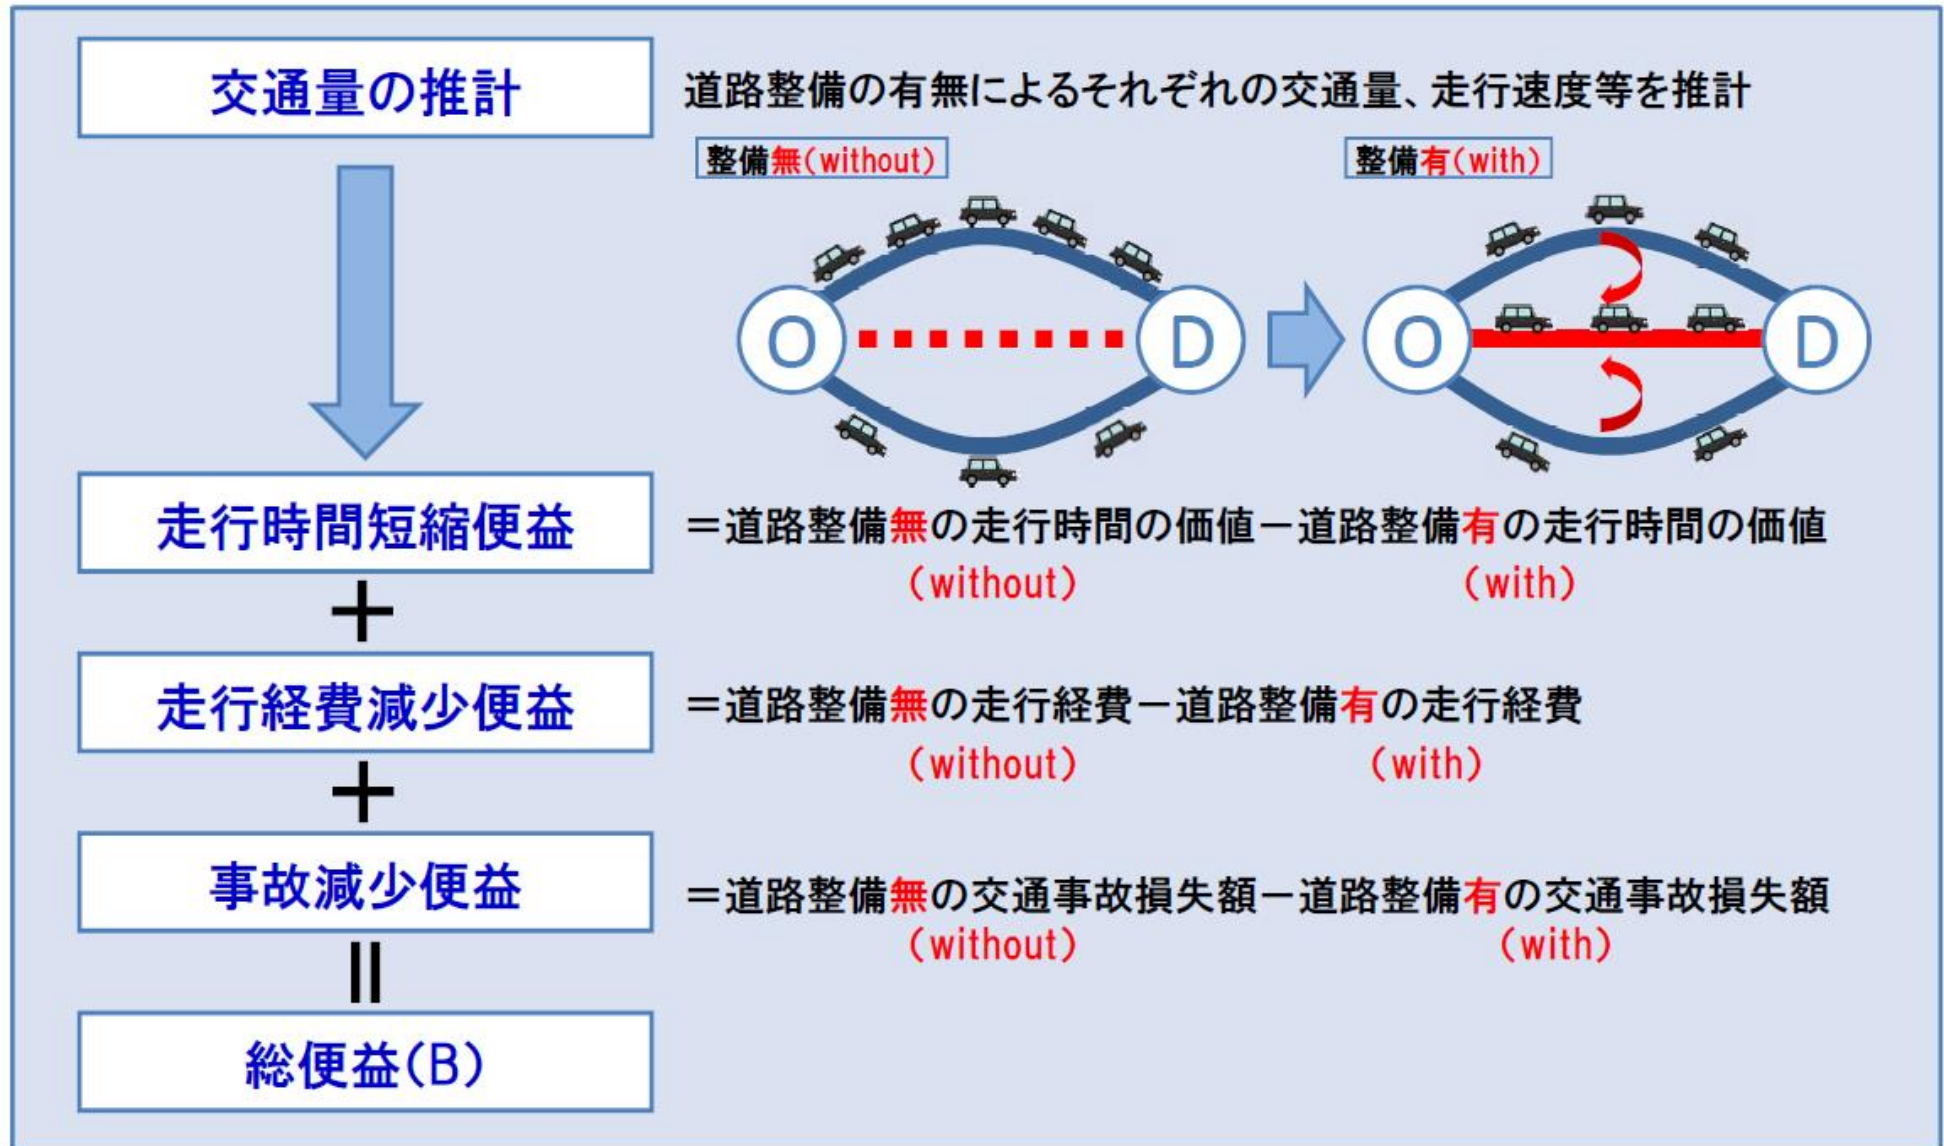 交通量の推計
道路整備の有無によるそれぞれの交通量、走行速度等を推計
整備無(without)
整備有(with)
O
D
O
D
走行時間短縮便益
＝道路整備無の走行時間の価値－道路整備有の走行時間の価値
(without)
(with)
＋
走行経費減少便益
＝道路整備無の走行経費－道路整備有の走行経費
(without)
(with)
＋
事故減少便益
＝道路整備無の交通事故損失額－道路整備有の交通事故損失額
(without)
(with)
＝
総便益(B)